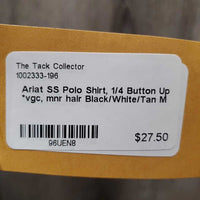 The Tack Collector
1002333-196
Ariat SS Polo Shirt, 1/4 Button Up
*vgc, mnr hair Black/White/Tan M
$27.50
96UEN8